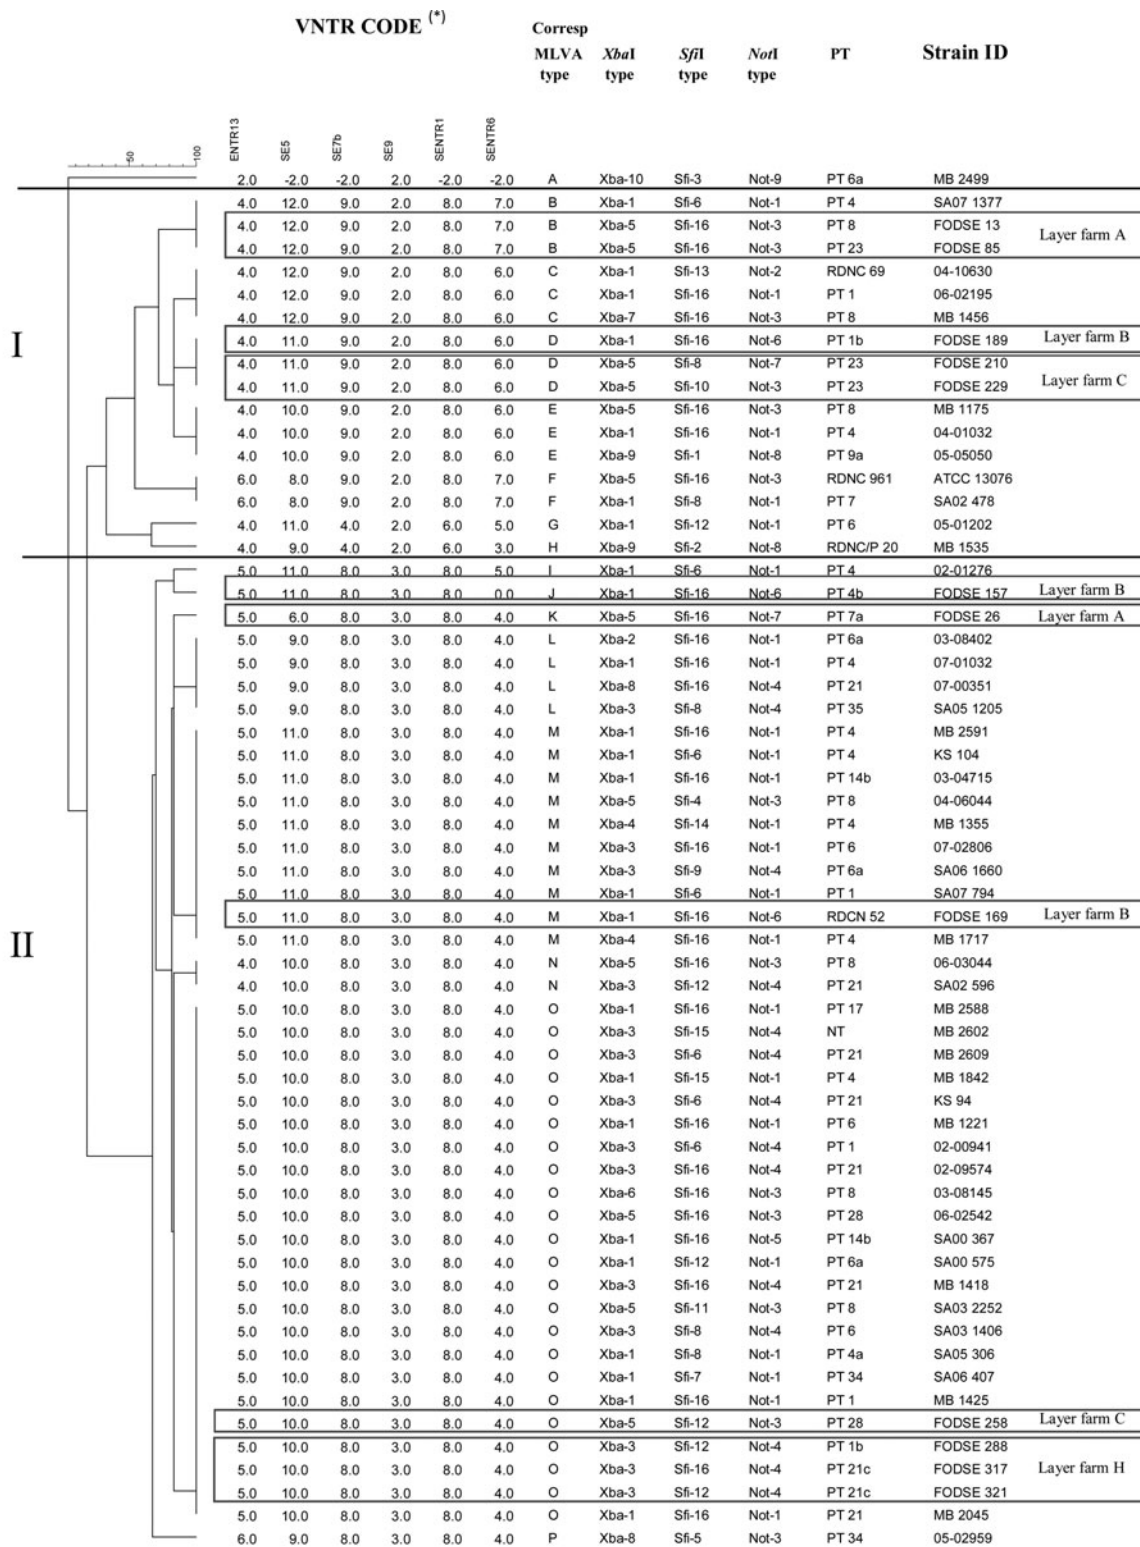 VNTR CODE (*)
Corresp MLVA type XbaI type SfiI type NotI type PT Strain ID
50 100 ENTR13 SE5 SE7b SE9 SENTR1 SENTR6
2.0 -2.0 -2.0 2.0 -2.0 -2.0 A Xba-10 Sfi-3 Not-9 PT 6a MB 2499
4.0 12.0 9.0 2.0 8.0 7.0 B Xba-1 Sfi-6 Not-1 PT 4 SA07 1377
4.0 12.0 9.0 2.0 8.0 7.0 B Xba-5 Sfi-16 Not-3 PT 8 FODSE 13
Layer farm A
4.0 12.0 9.0 2.0 8.0 7.0 B Xba-5 Sfi-16 Not-3 PT 23 FODSE 85
4.0 12.0 9.0 2.0 8.0 6.0 C Xba-1 Sfi-13 Not-2 RDNC 69 04-10630
4.0 12.0 9.0 2.0 8.0 6.0 C Xba-1 Sfi-16 Not-1 PT 1 06-02195
4.0 12.0 9.0 2.0 8.0 6.0 C Xba-7 Sfi-16 Not-3 PT 8 MB 1456
I
4.0 11.0 9.0 2.0 8.0 6.0 D Xba-1 Sfi-16 Not-6 PT 1b FODSE 189 Layer farm B
4.0 11.0 9.0 2.0 8.0 6.0 D Xba-5 Sfi-8 Not-7 PT 23 FODSE 210
Layer farm C
4.0 11.0 9.0 2.0 8.0 6.0 D Xba-5 Sfi-10 Not-3 PT 23 FODSE 229
4.0 10.0 9.0 2.0 8.0 6.0 E Xba-5 Sfi-16 Not-3 PT 8 MB 1175
4.0 10.0 9.0 2.0 8.0 6.0 E Xba-1 Sfi-16 Not-1 PT 4 04-01032
4.0 10.0 9.0 2.0 8.0 6.0 E Xba-9 Sfi-1 Not-8 PT 9a 05-05050
6.0 8.0 9.0 2.0 8.0 7.0 F Xba-5 Sfi-16 Not-3 RDNC 961 ATCC 13076
6.0 8.0 9.0 2.0 8.0 7.0 F Xba-1 Sfi-8 Not-1 PT 7 SA02 478
4.0 11.0 4.0 2.0 6.0 5.0 G Xba-1 Sfi-12 Not-1 PT 6 05-01202
4.0 9.0 4.0 2.0 6.0 3.0 H Xba-9 Sfi-2 Not-8 RDNC/P 20 MB 1535
5.0 11.0 8.0 3.0 8.0 5.0 I Xba-1 Sfi-6 Not-1 PT 4 02-01276
5.0 11.0 8.0 3.0 8.0 0.0 J Xba-1 Sfi-16 Not-6 PT 4b FODSE 157 Layer farm B
5.0 6.0 8.0 3.0 8.0 4.0 K Xba-5 Sfi-16 Not-7 PT 7a FODSE 26 Layer farm A
5.0 9.0 8.0 3.0 8.0 4.0 L Xba-2 Sfi-16 Not-1 PT 6a 03-08402
5.0 9.0 8.0 3.0 8.0 4.0 L Xba-1 Sfi-16 Not-1 PT 4 07-01032
5.0 9.0 8.0 3.0 8.0 4.0 L Xba-8 Sfi-16 Not-4 PT 21 07-00351
5.0 9.0 8.0 3.0 8.0 4.0 L Xba-3 Sfi-8 Not-4 PT 35 SA05 1205
5.0 11.0 8.0 3.0 8.0 4.0 M Xba-1 Sfi-16 Not-1 PT 4 MB 2591
5.0 11.0 8.0 3.0 8.0 4.0 M Xba-1 Sfi-6 Not-1 PT 4 KS 104
5.0 11.0 8.0 3.0 8.0 4.0 M Xba-1 Sfi-16 Not-1 PT 14b 03-04715
5.0 11.0 8.0 3.0 8.0 4.0 M Xba-5 Sfi-4 Not-3 PT 8 04-06044
5.0 11.0 8.0 3.0 8.0 4.0 M Xba-4 Sfi-14 Not-1 PT 4 MB 1355
5.0 11.0 8.0 3.0 8.0 4.0 M Xba-3 Sfi-16 Not-1 PT 6 07-02806
5.0 11.0 8.0 3.0 8.0 4.0 M Xba-3 Sfi-9 Not-4 PT 6a SA06 1660
5.0 11.0 8.0 3.0 8.0 4.0 M Xba-1 Sfi-6 Not-1 PT 1 SA07 794
5.0 11.0 8.0 3.0 8.0 4.0 M Xba-1 Sfi-16 Not-6 RDCN 52 FODSE 169 Layer farm B
II
5.0 11.0 8.0 3.0 8.0 4.0 M Xba-4 Sfi-16 Not-1 PT 4 MB 1717
4.0 10.0 8.0 3.0 8.0 4.0 N Xba-5 Sfi-16 Not-3 PT 8 06-03044
4.0 10.0 8.0 3.0 8.0 4.0 N Xba-3 Sfi-12 Not-4 PT 21 SA02 596
5.0 10.0 8.0 3.0 8.0 4.0 O Xba-1 Sfi-16 Not-1 PT 17 MB 2588
5.0 10.0 8.0 3.0 8.0 4.0 O Xba-3 Sfi-15 Not-4 NT MB 2602
5.0 10.0 8.0 3.0 8.0 4.0 O Xba-3 Sfi-6 Not-4 PT 21 MB 2609
5.0 10.0 8.0 3.0 8.0 4.0 O Xba-1 Sfi-15 Not-1 PT 4 MB 1842
5.0 10.0 8.0 3.0 8.0 4.0 O Xba-3 Sfi-6 Not-4 PT 21 KS 94
5.0 10.0 8.0 3.0 8.0 4.0 O Xba-1 Sfi-16 Not-1 PT 6 MB 1221
5.0 10.0 8.0 3.0 8.0 4.0 O Xba-3 Sfi-6 Not-4 PT 1 02-00941
5.0 10.0 8.0 3.0 8.0 4.0 O Xba-3 Sfi-16 Not-4 PT 21 02-09574
5.0 10.0 8.0 3.0 8.0 4.0 O Xba-6 Sfi-16 Not-3 PT 8 03-08145
5.0 10.0 8.0 3.0 8.0 4.0 O Xba-5 Sfi-16 Not-3 PT 28 06-02542
5.0 10.0 8.0 3.0 8.0 4.0 O Xba-1 Sfi-16 Not-5 PT 14b SA00 367
5.0 10.0 8.0 3.0 8.0 4.0 O Xba-1 Sfi-12 Not-1 PT 6a SA00 575
5.0 10.0 8.0 3.0 8.0 4.0 O Xba-3 Sfi-16 Not-4 PT 21 MB 1418
5.0 10.0 8.0 3.0 8.0 4.0 O Xba-5 Sfi-11 Not-3 PT 8 SA03 2252
5.0 10.0 8.0 3.0 8.0 4.0 O Xba-3 Sfi-8 Not-4 PT 6 SA03 1406
5.0 10.0 8.0 3.0 8.0 4.0 O Xba-1 Sfi-8 Not-1 PT 4a SA05 306
5.0 10.0 8.0 3.0 8.0 4.0 O Xba-1 Sfi-7 Not-1 PT 34 SA06 407
5.0 10.0 8.0 3.0 8.0 4.0 O Xba-1 Sfi-16 Not-1 PT 1 MB 1425
5.0 10.0 8.0 3.0 8.0 4.0 O Xba-5 Sfi-12 Not-3 PT 28 FODSE 258 Layer farm C
5.0 10.0 8.0 3.0 8.0 4.0 O Xba-3 Sfi-12 Not-4 PT 1b FODSE 288
5.0 10.0 8.0 3.0 8.0 4.0 O Xba-3 Sfi-16 Not-4 PT 21c FODSE 317 Layer farm H
5.0 10.0 8.0 3.0 8.0 4.0 O Xba-3 Sfi-12 Not-4 PT 21c FODSE 321
5.0 10.0 8.0 3.0 8.0 4.0 O Xba-1 Sfi-16 Not-1 PT 21 MB 2045
6.0 9.0 8.0 3.0 8.0 4.0 P Xba-8 Sfi-5 Not-3 PT 34 05-02959